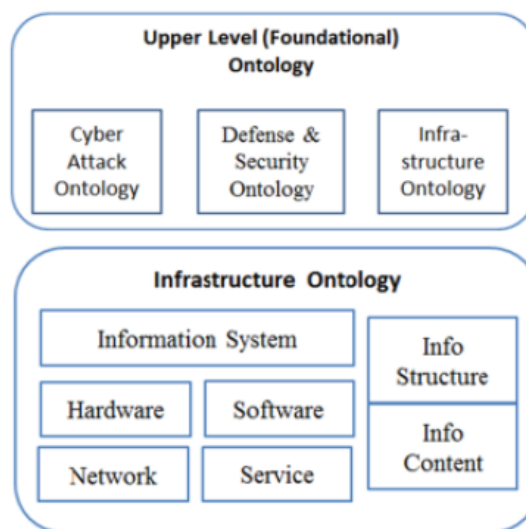 Upper Level (Foundational)
Ontology
Cyber
Attack
Ontology
Defense &
Security
Ontology
Infra-
structure
Ontology
Infrastructure Ontology
Information System
Info
Structure
Hardware
Software
Info
Content
Network
Service